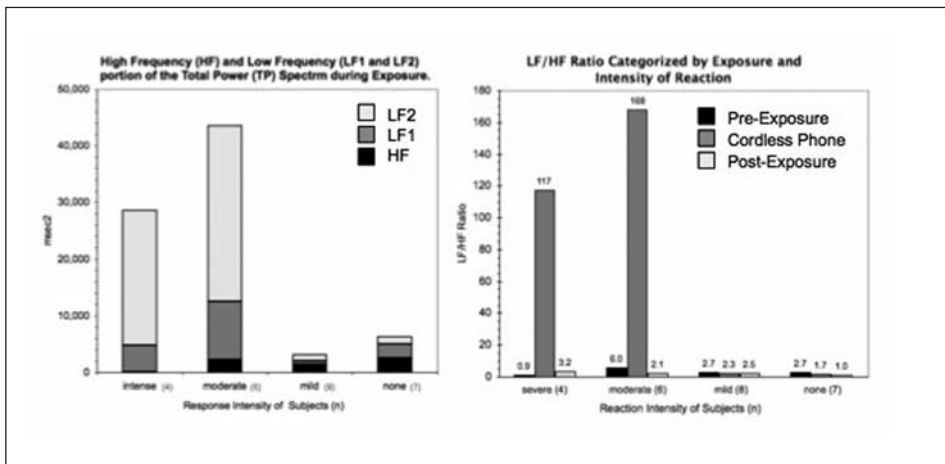 High Frequency (HF) and Low Frequency (LF1 and LF2)
portion of the Total Power (TP) Spectrm during Exposure.
50,000
40,000
30,000
20,000
10,000
0
msec2
LF2
LF1
HF
intense (4)
moderate (6)
mild (8)
none (7)
Response Intensity of Subjects (n)
LF/HF Ratio Categorized by Exposure and
Intensity of Reaction
180
160
140
120
100
80
60
40
20
0
LF/HF Ratio
Pre-Exposure
Cordless Phone
Post-Exposure
0.9
117
3.2
6.0
168
2.1
2.7
2.3
2.5
2.7
1.7
1.0
severe (4)
moderate (6)
mild (8)
none (7)
Reaction Intensity of Subjects (n)